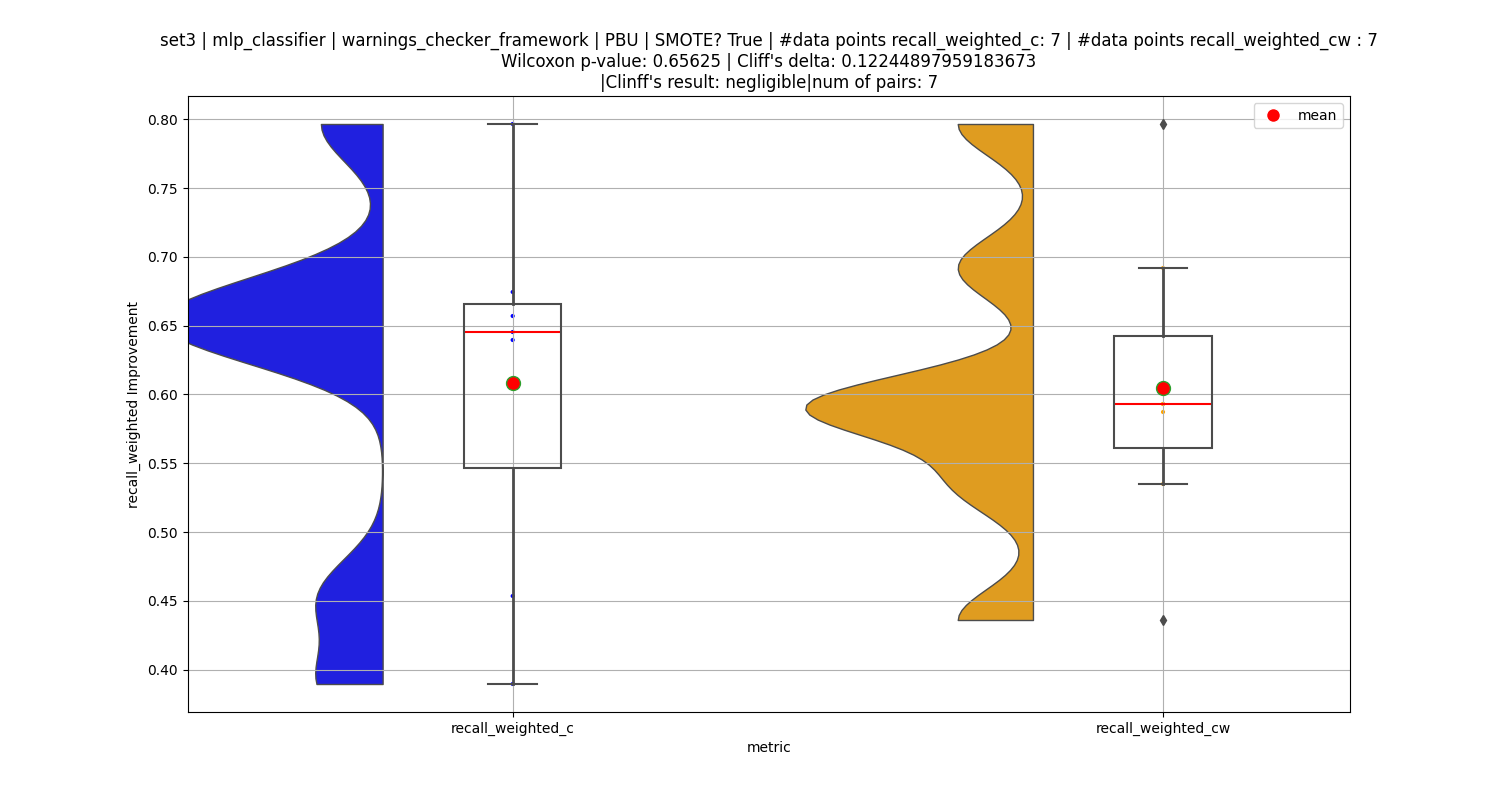 set3 | mlp_classifier | warnings_checker_framework | PBU | SMOTE? True | #data points recall_weighted_c: 7 | #data points recall_weighted_cw : 7
Wilcoxon p-value: 0.65625 | Cliff's delta: 0.12244897959183673
|Clinff's result: negligible|num of pairs: 7
mean
0.80
0.75
0.70
0.65
0.60
0.55
0.50
0.45
0.40
recall_weighted Improvement
recall_weighted_c
recall_weighted_cw
metric